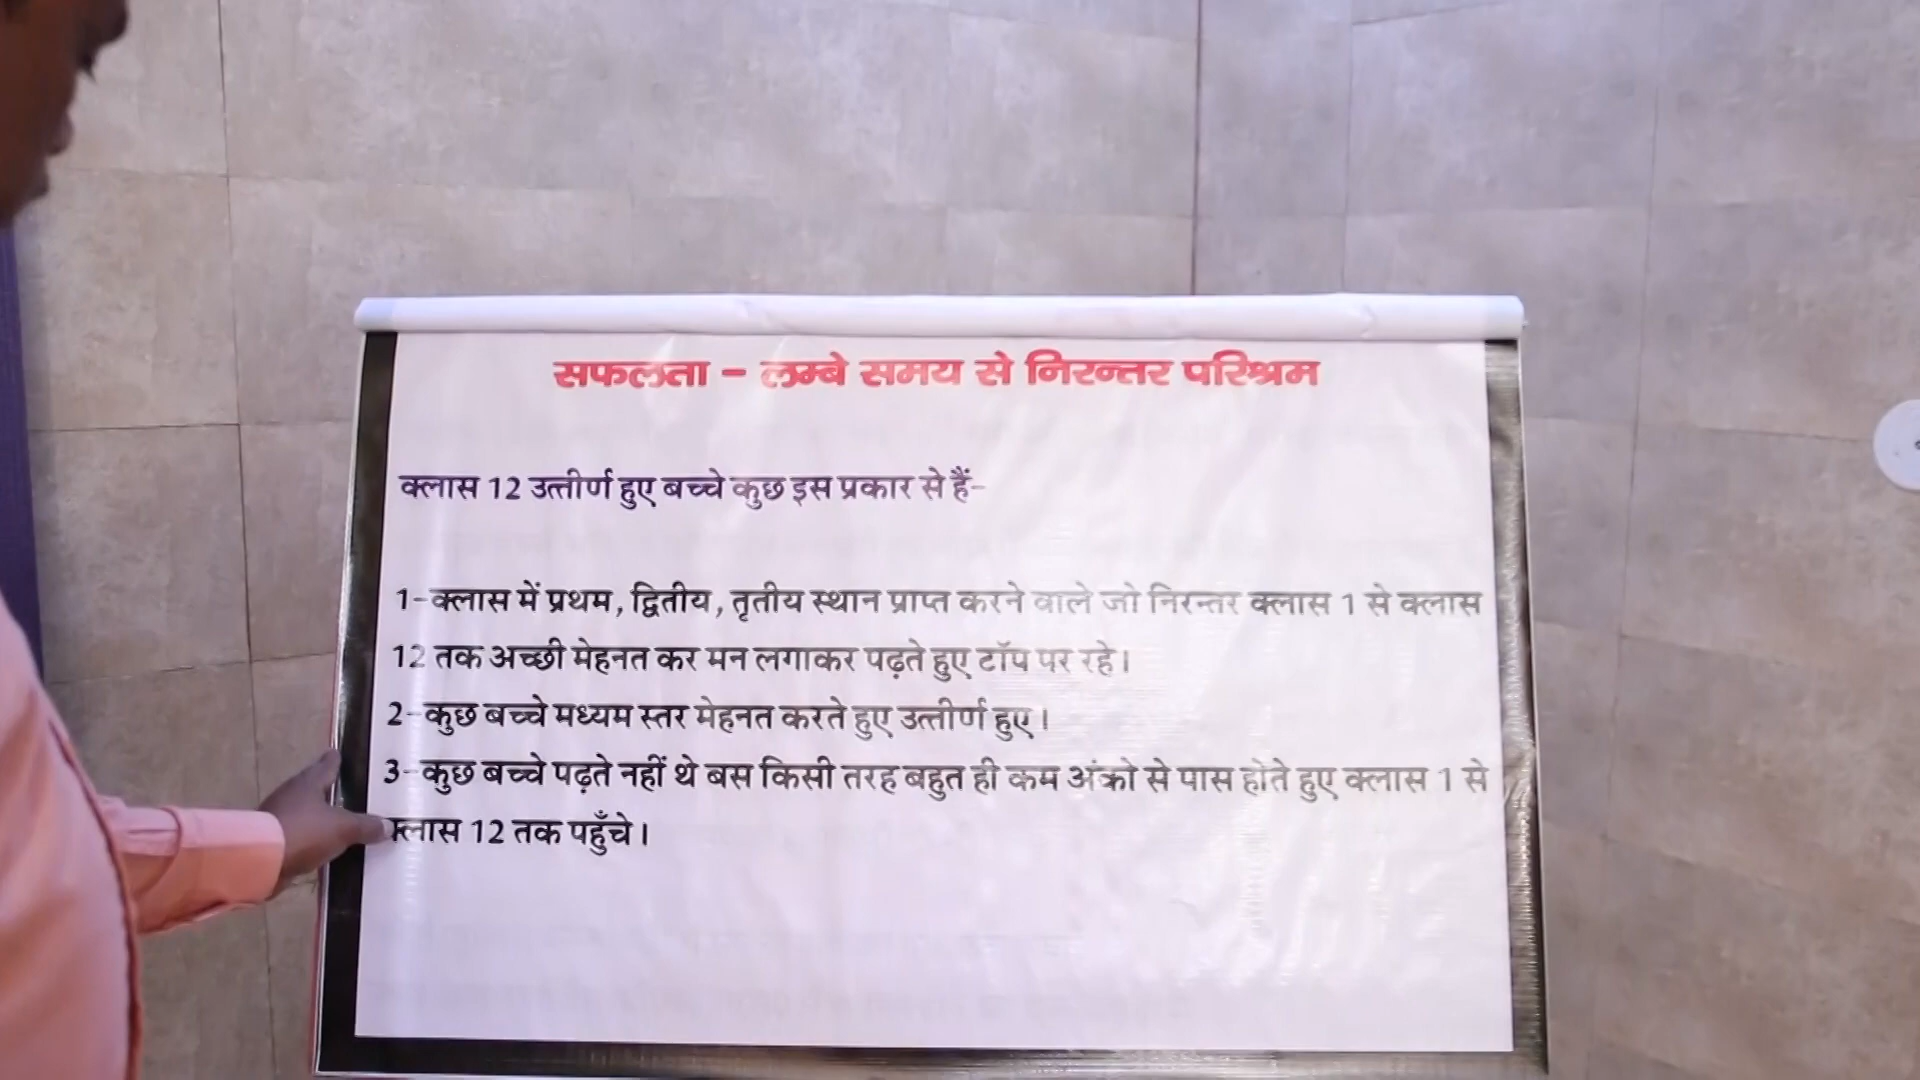 सफलता - लम्बे समय से निरन्तर परिश्रम
क्लास 12 उत्तीर्ण हुए बच्चे कुछ इस प्रकार से हैं-
1-क्लास में प्रथम, द्वितीय, तृतीय स्थान प्राप्त करने वाले जो निरन्तर क्लास 1 से क्लास
12 तक अच्छी मेहनत कर मन लगाकर पढ़ते हुए टॉप पर रहे।
2-कुछ बच्चे मध्यम स्तर मेहनत करते हुए उत्तीर्ण हुए।
3-कुछ बच्चे पढ़ते नहीं थे बस किसी तरह बहुत ही कम अंको से पास होते हुए क्लास 1 से
क्लास 12 तक पहुँचे।